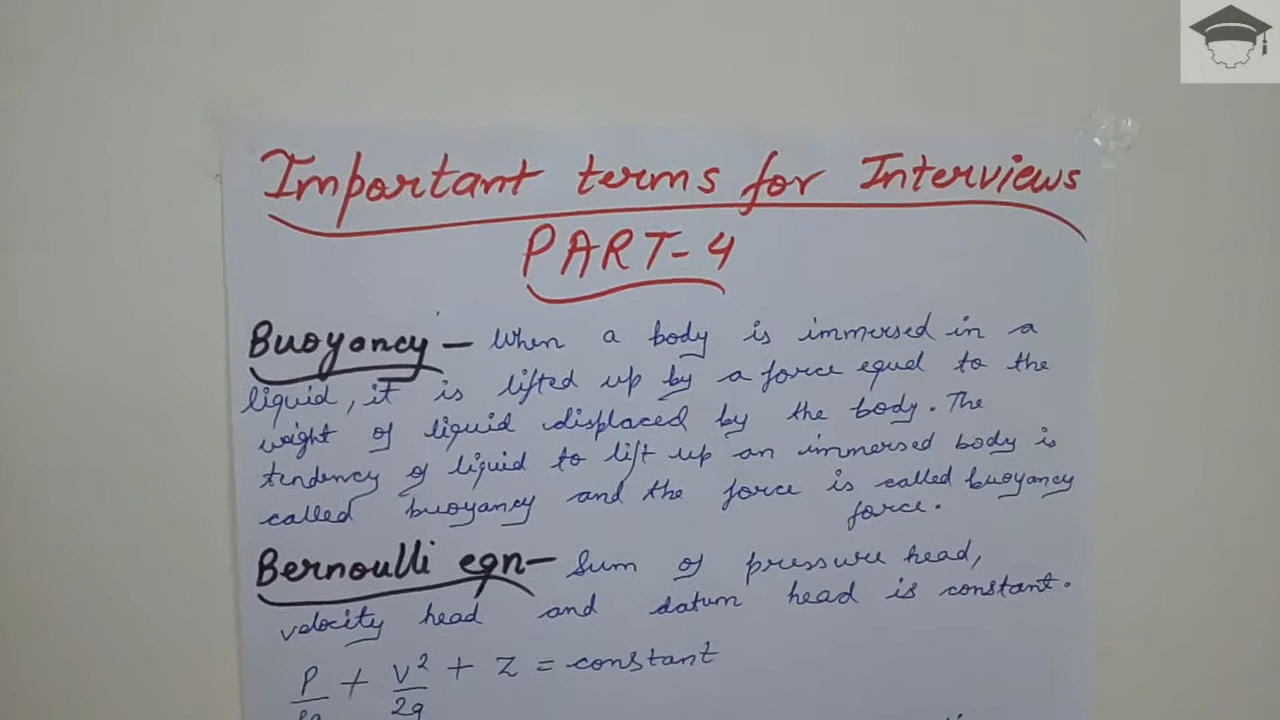 Important terms for Interviews
PART-4
Buoyancy - When a body is immersed in a
liquid, it is lifted up by a force equal to the
weight of liquid displaced by the body. The
tendency of liquid to lift up an immersed body is
called buoyancy and the force is called buoyancy
force.
Bernoulli eqn- Sum of pressure head,
velocity head and datum head is constant.
P/ρg + V²/2g + Z = constant